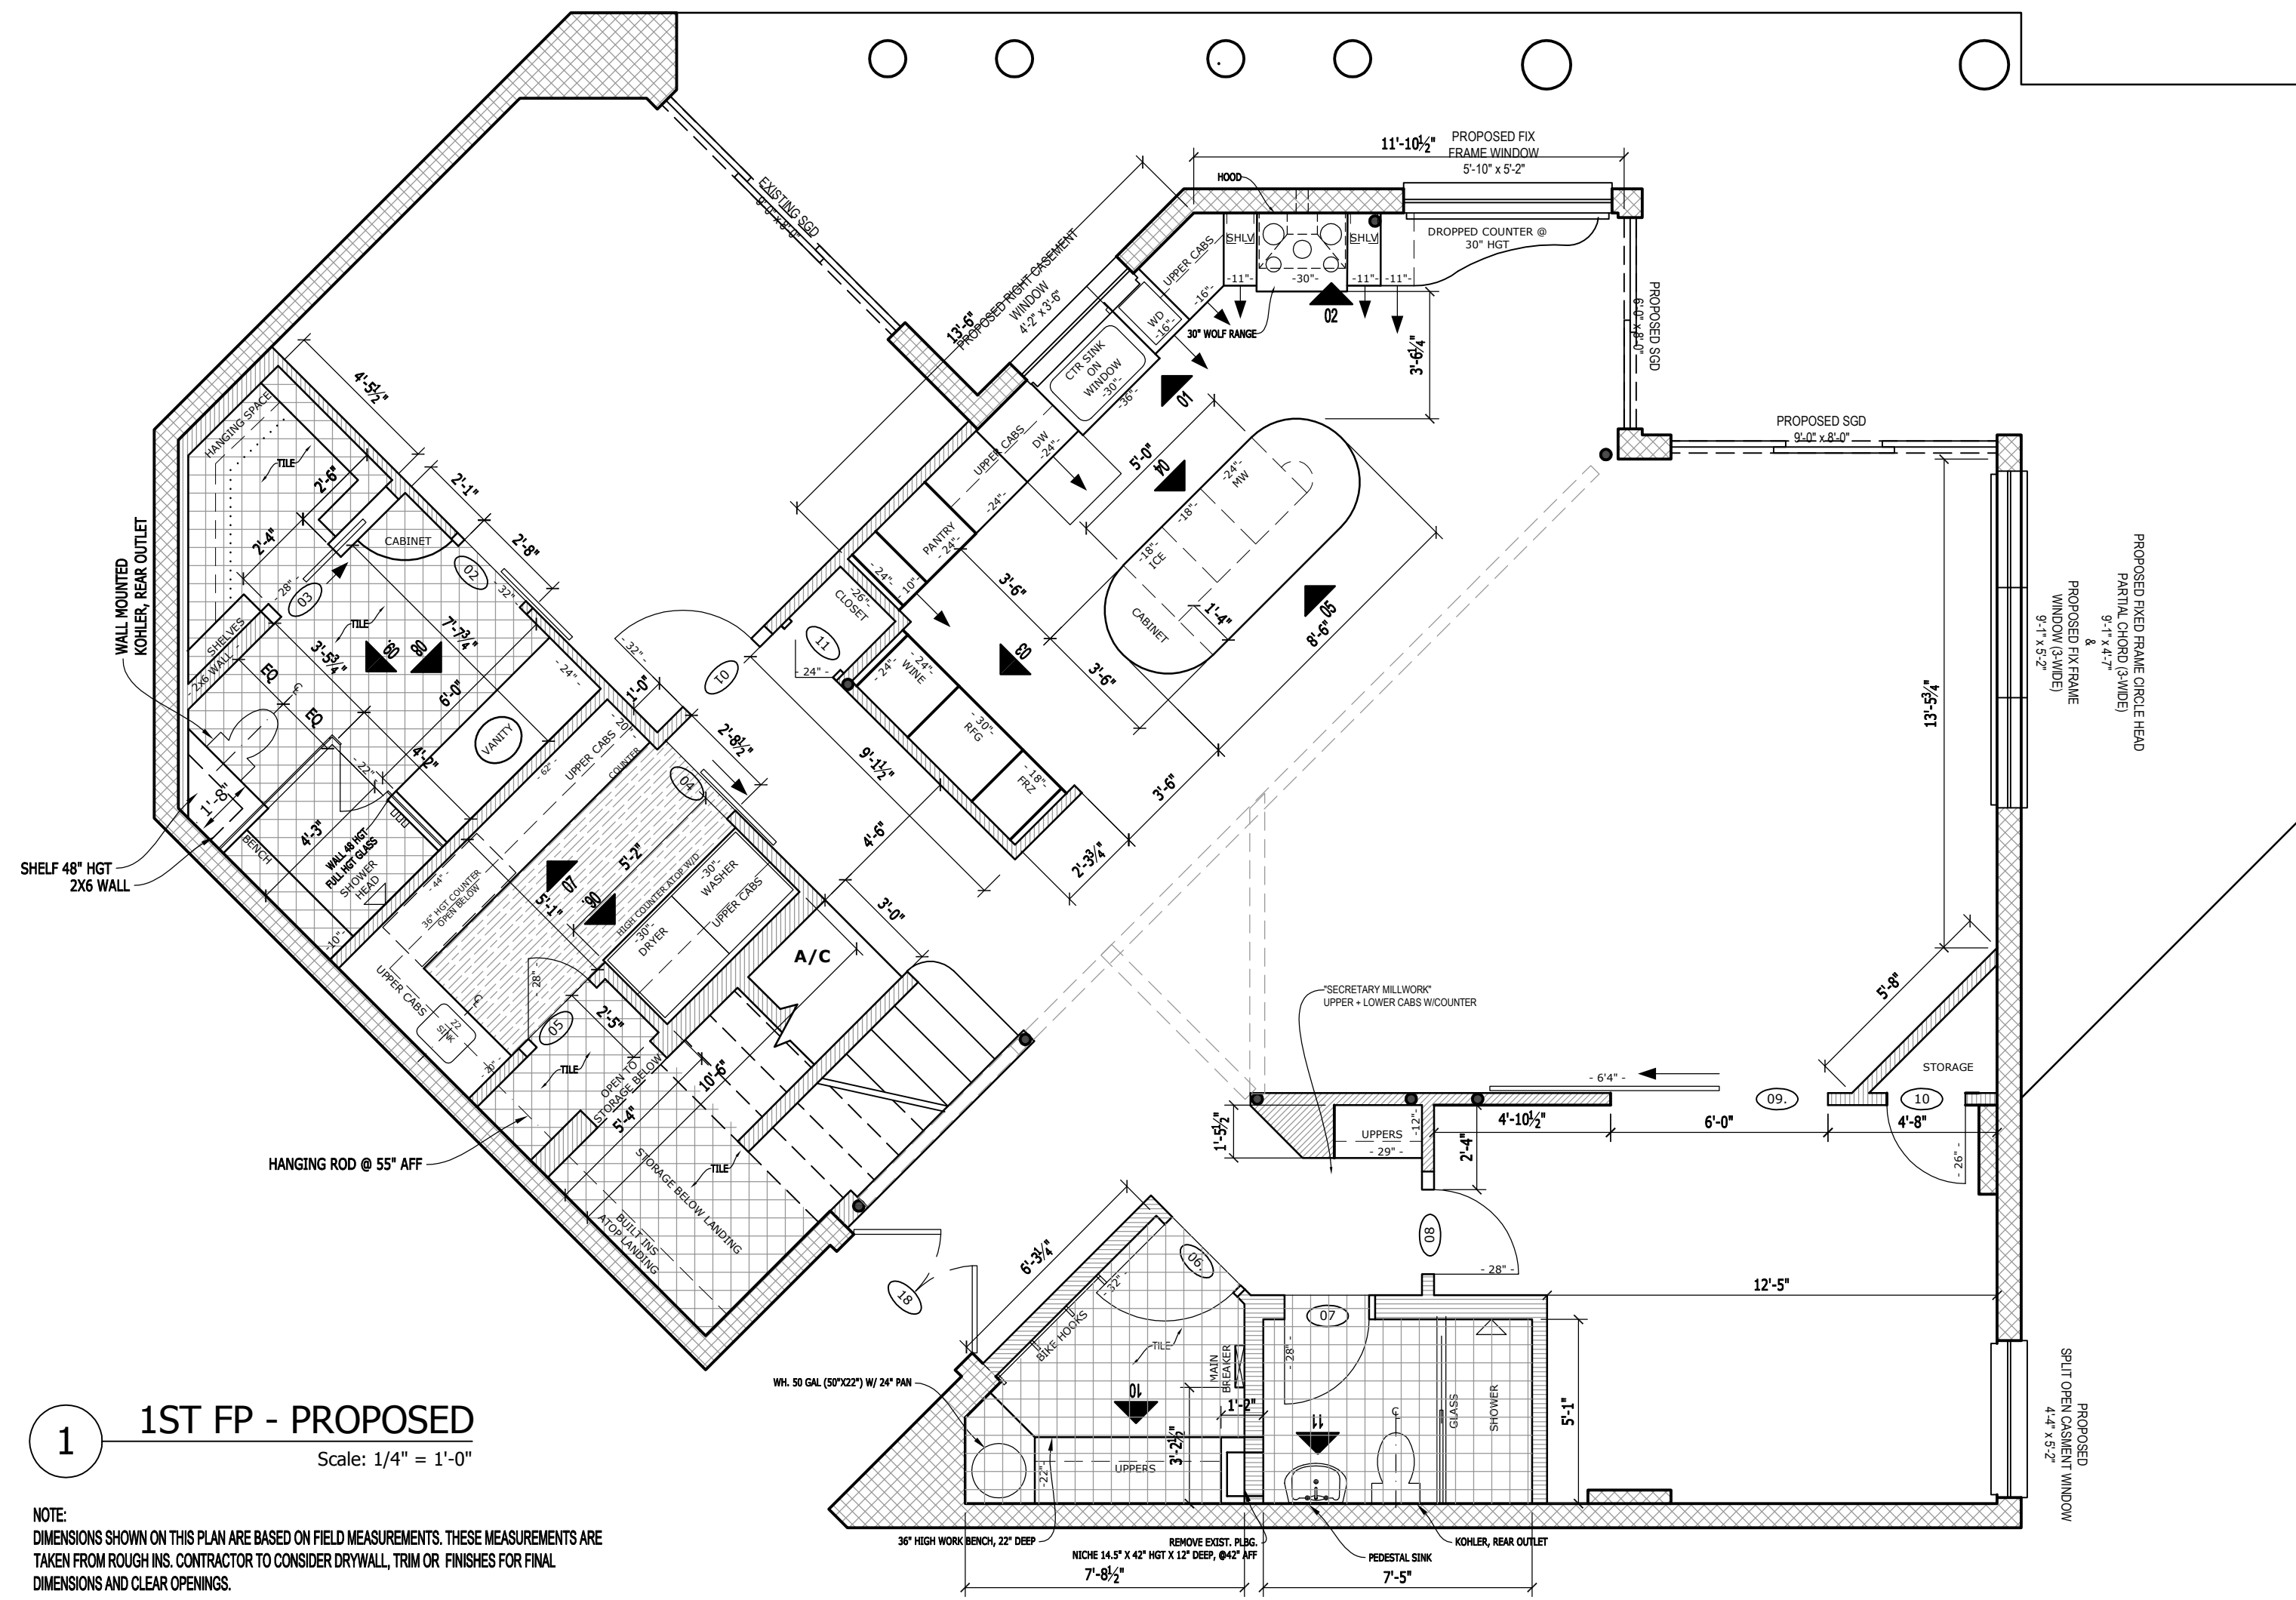 11'-10½"
PROPOSED FIX
FRAME WINDOW
5'-10" x 5'-2"
HOOD
EXISTING SGD
9'-0" x 8'-0"
13'-6"
PROPOSED RIGHT CASEMENT
WINDOW
4'-2" x 3'-6"
UPPER CABS
-16"-
SHLV
-11"-
-30"-
SHLV
-11"-
-11"-
DROPPED COUNTER @
30" HGT
02
30" WOLF RANGE
3'-6¼"
PROPOSED SGD
6'-0" x 8'-0"
WD
-16"-
CTR SINK
ON
WINDOW
-30"-
-36"-
01
PROPOSED SGD
9'-0" x 8'-0"
4'-5½"
2'-1"
2'-8"
HANGING SPACE
TILE
2'-6"
2'-4"
CABINET
02
- 32" -
- 28" -
03
WALL MOUNTED
KOHLER, REAR OUTLET
SHELVES
- 2x6 WALL -
TILE
7'-7¾"
3'-5¾"
09.
08
EQ
EQ
6'-0"
4'-2"
- 24" -
VANITY
- 22" -
1'-8"
4'-3"
BENCH
WALL 48 HGT
FULL HGT GLASS
SHOWER
HEAD
-10"-
SHELF 48" HGT
2X6 WALL
UPPER CABS
DW
-24"-
-24"-
PANTRY
- 24"-
- 24"-
- 10"-
5'-0"
04
-24"-
MW
-18"-
-18"-
ICE
CABINET
1'-4"
05
8'-6"
3'-6"
3'-6"
3'-6"
03
-26"-
CLOSET
11
- 24" -
- 32" -
10
- 24"-
- 24"-
WINE
- 30"-
RFG
- 18"-
FRZ
9'-1½"
2'-3¾"
1'-0"
2'-8½"
4'-6"
3'-0"
- 20" -
UPPER CABS
COUNTER
- 62" -
04
5'-2"
07
06.
5'-1"
HIGH COUNTER ATOP W/D
-30"-
WASHER
UPPER CABS
-30"-
DRYER
- 44" -
36" HGT COUNTER
OPEN BELOW
A/C
UPPER CABS
22
SINK
- 20" -
- 28" -
05
2'-5"
TILE
OPEN TO
STORAGE BELOW
10'-6"
5'-4"
TILE
HANGING ROD @ 55" AFF
STORAGE BELOW LANDING
BUILT INS
ATOP LANDING
13'-5¾"
PROPOSED FIX FRAME
WINDOW (3-WIDE)
9'-1" x 5'-2"
PROPOSED FIXED FRAME CIRCLE HEAD
PARTIAL CHORD (3-WIDE)
9'-1" x 4'-7"
&
5'-8"
STORAGE
"SECRETARY MILLWORK"
UPPER + LOWER CABS W/COUNTER
- 6'4" -
09.
10
1'-5½"
UPPERS
- 29" -
-12"-
2'-4"
4'-10½"
6'-0"
4'-8"
- 26" -
08
- 28" -
12'-5"
6'-3¼"
06.
- 32" -
18
BIKE HOOKS
TILE
MAIN
BREAKER
07
- 28" -
10
1'-2"
3'-2½"
11
GLASS
SHOWER
5'-1"
WH. 50 GAL (50"X22") W/ 24" PAN
-22"-
UPPERS
36" HIGH WORK BENCH, 22" DEEP
REMOVE EXIST. PLBG.
NICHE 14.5" X 42" HGT X 12" DEEP, @42" AFF
PEDESTAL SINK
KOHLER, REAR OUTLET
7'-8½"
7'-5"
PROPOSED
SPLIT OPEN CASMENT WINDOW
4'-4" x 5'-2"
1
1ST FP - PROPOSED
Scale: 1/4" = 1'-0"
NOTE:
DIMENSIONS SHOWN ON THIS PLAN ARE BASED ON FIELD MEASUREMENTS. THESE MEASUREMENTS ARE
TAKEN FROM ROUGH INS. CONTRACTOR TO CONSIDER DRYWALL, TRIM OR FINISHES FOR FINAL
DIMENSIONS AND CLEAR OPENINGS.